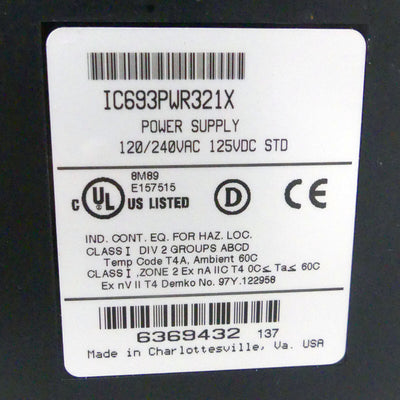 IC693PWR321X
POWER SUPPLY
120/240VAC 125VDC STD
8M89
E157515
C UL US LISTED
D
CE
IND. CONT. EQ. FOR HAZ. LOC.
CLASS I DIV 2 GROUPS ABCD
Temp Code T4A, Ambient 60C
CLASS I ,ZONE 2 Ex nA IIC T4 0C≤ Ta≤ 60C
Ex nV II T4 Demko No. 97Y.122958
6369432 137
Made in Charlottesville, Va. USA